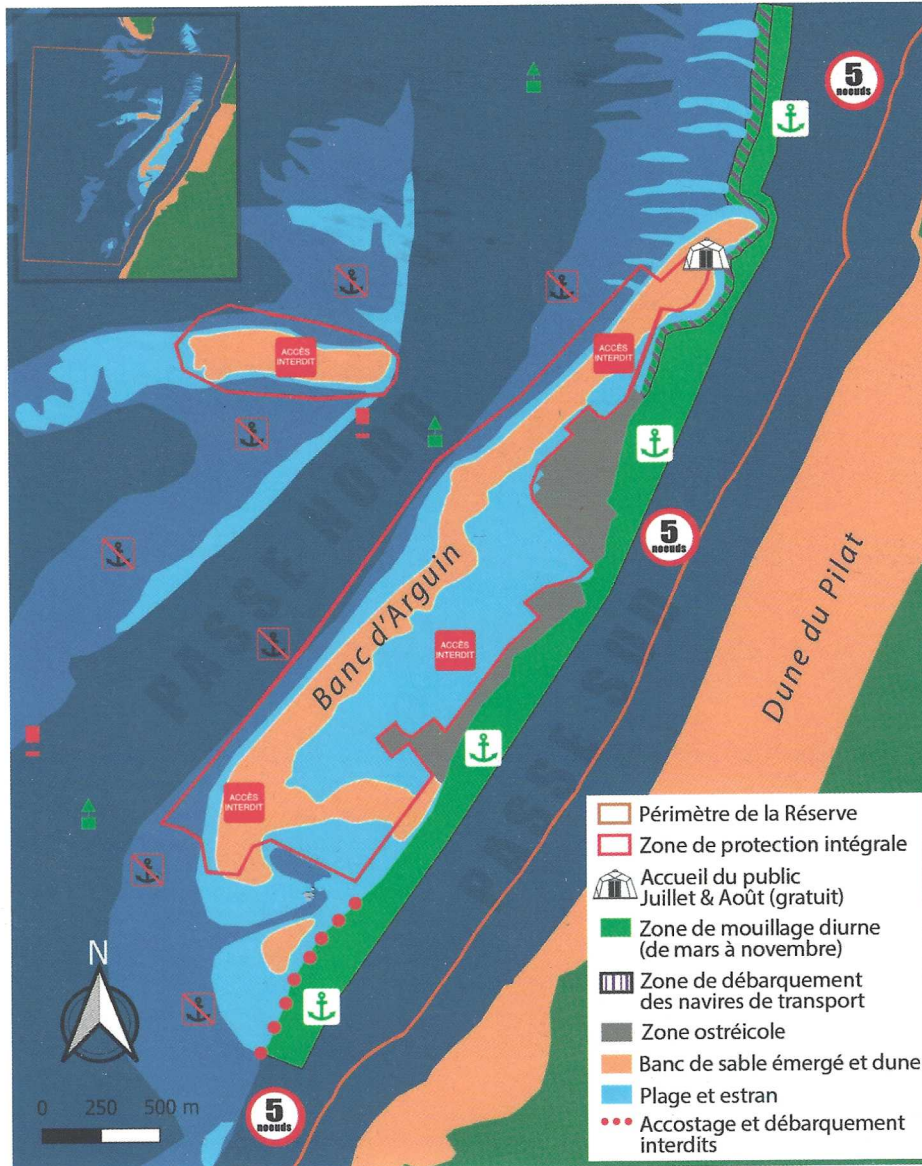 5
noeuds
ACCÈS
INTERDIT
ACCÈS
INTERDIT
PASSE NORD
5
noeuds
Banc d'Arguin
Dune du Pilat
ACCÈS
INTERDIT
PASSE SUD
ACCÈS
INTERDIT
Périmètre de la Réserve
Zone de protection intégrale
Accueil du public
Juillet & Août (gratuit)
Zone de mouillage diurne
(de mars à novembre)
Zone de débarquement
des navires de transport
Zone ostréicole
Banc de sable émergé et dune
Plage et estran
Accostage et débarquement
interdits
N
0 250 500 m
5
noeuds